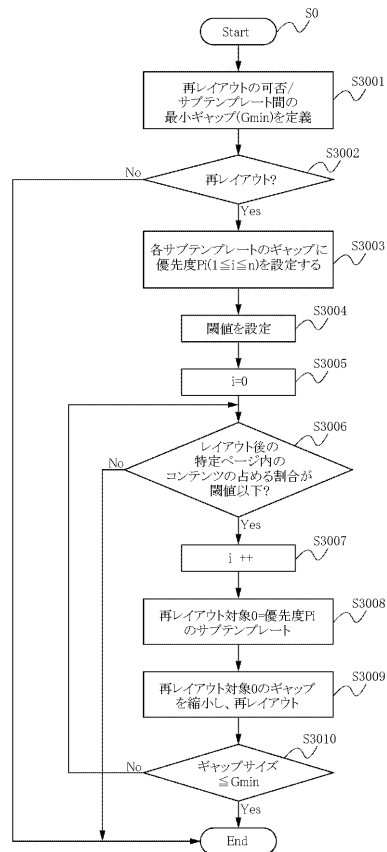 S0
Start
S3001
再レイアウトの可否/
サブテンプレート間の
最小ギャップ(Gmin)を定義
S3002
No
再レイアウト?
Yes
S3003
各サブテンプレートのギャップに
優先度Pi(1≦i≦n)を設定する
S3004
閾値を設定
S3005
i=0
S3006
レイアウト後の
特定ページ内の
コンテンツの占める割合が
閾値以下?
No
Yes
S3007
i ++
S3008
再レイアウト対象0=優先度Pi
のサブテンプレート
S3009
再レイアウト対象0のギャップ
を縮小し、再レイアウト
S3010
No
ギャップサイズ
≦Gmin
Yes
End